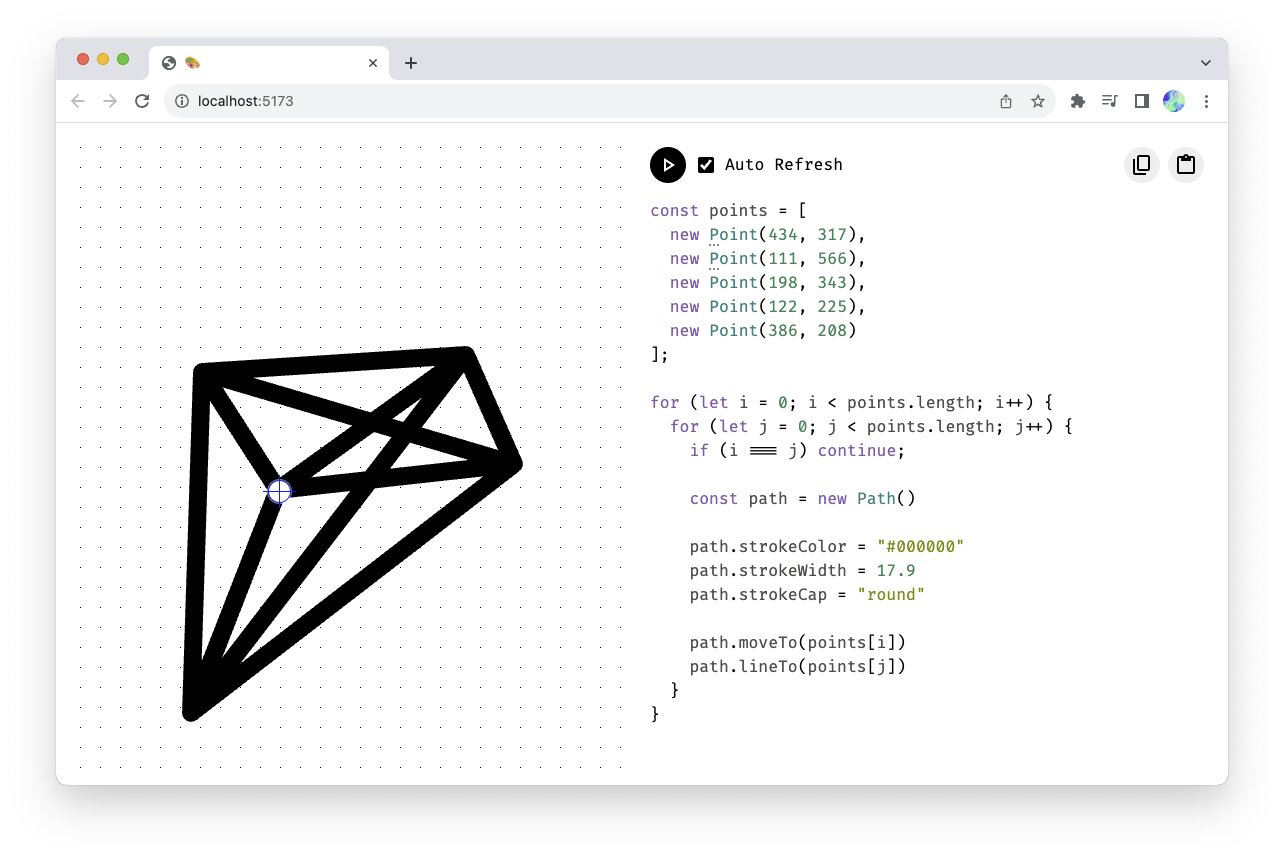 localhost:5173
Auto Refresh
const points = [
  new Point(434, 317),
  new Point(111, 566),
  new Point(198, 343),
  new Point(122, 225),
  new Point(386, 208)
];
for (let i = 0; i < points.length; i++) {
  for (let j = 0; j < points.length; j++) {
    if (i === j) continue;
    const path = new Path()
    path.strokeColor = "#000000"
    path.strokeWidth = 17.9
    path.strokeCap = "round"
    path.moveTo(points[i])
    path.lineTo(points[j])
  }
}